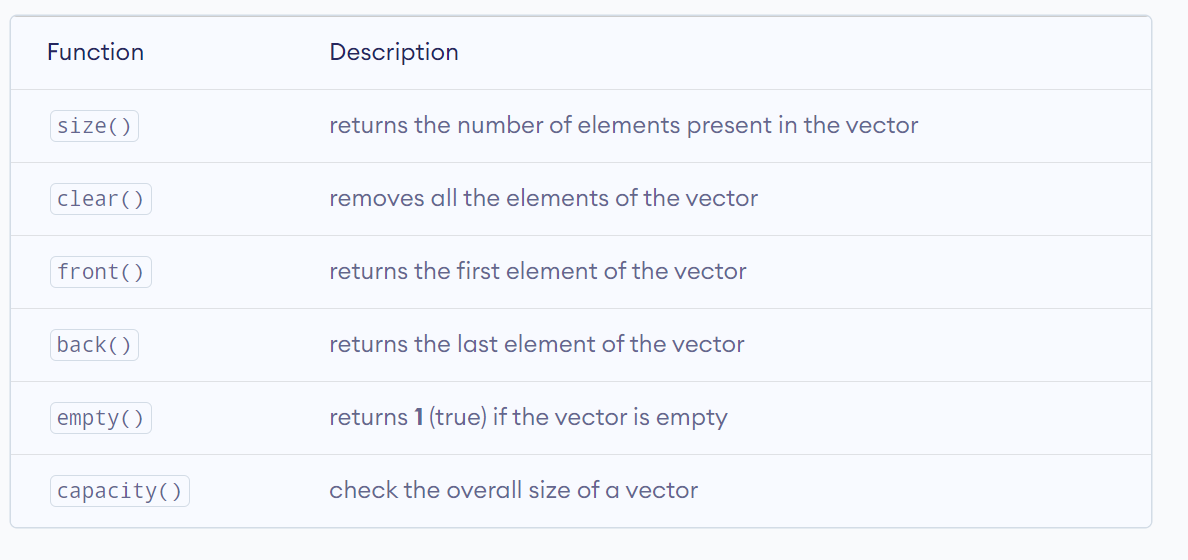 Function Description
size() returns the number of elements present in the vector
clear() removes all the elements of the vector
front() returns the first element of the vector
back() returns the last element of the vector
empty() returns 1 (true) if the vector is empty
capacity() check the overall size of a vector